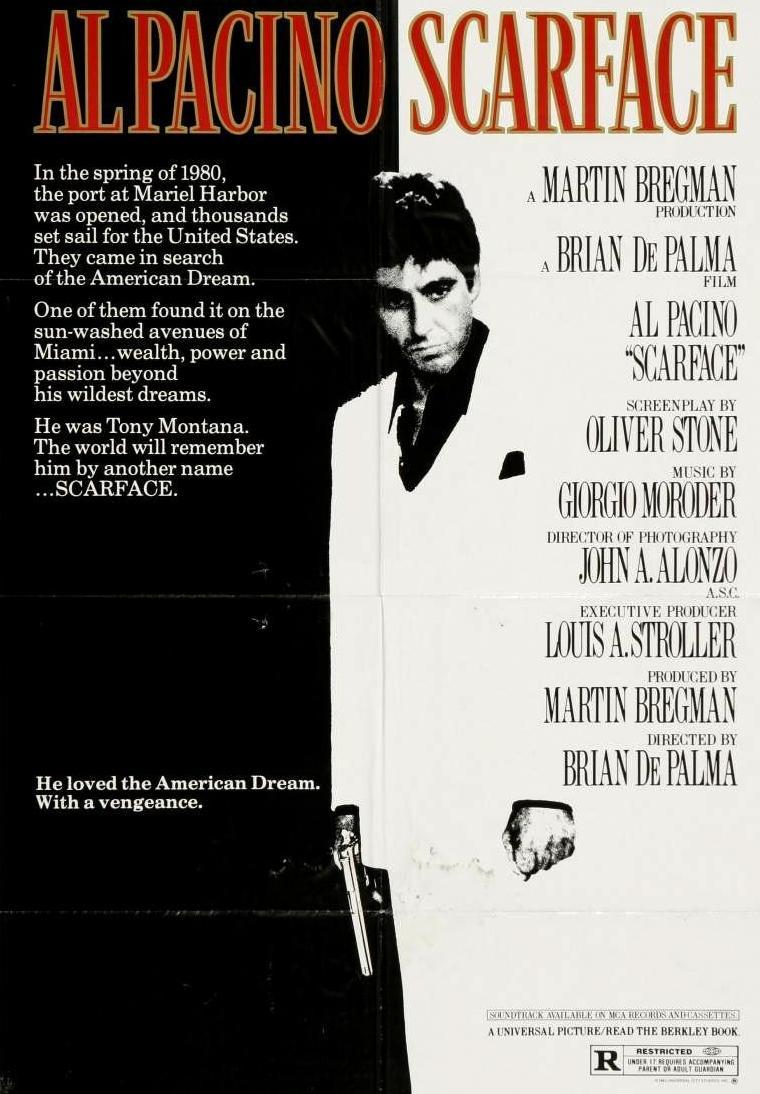 AL PACINO SCARFACE
In the spring of 1980,
the port at Mariel Harbor
was opened, and thousands
set sail for the United States.
They came in search
of the American Dream.
One of them found it on the
sun-washed avenues of
Miami...wealth, power and
passion beyond
his wildest dreams.
He was Tony Montana.
The world will remember
him by another name
...SCARFACE.
He loved the American Dream.
With a vengeance.
A MARTIN BREGMAN
PRODUCTION
A BRIAN DE PALMA
FILM
AL PACINO
“SCARFACE”
SCREENPLAY BY
OLIVER STONE
MUSIC BY
GIORGIO MORODER
DIRECTOR OF PHOTOGRAPHY
JOHN A. ALONZO
A.S.C.
EXECUTIVE PRODUCER
LOUIS A. STROLLER
PRODUCED BY
MARTIN BREGMAN
DIRECTED BY
BRIAN DE PALMA
SOUNDTRACK AVAILABLE ON MCA RECORDS AND CASSETTES.
A UNIVERSAL PICTURE/READ THE BERKLEY BOOK.
R RESTRICTED
UNDER 17 REQUIRES ACCOMPANYING
PARENT OR ADULT GUARDIAN